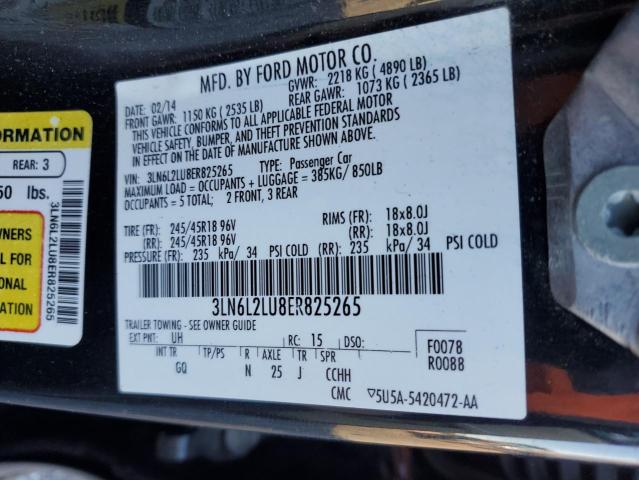 MFD. BY FORD MOTOR CO.
DATE: 02/14
GVWR: 2218 KG ( 4890 LB)
FRONT GAWR: 1150 KG ( 2535 LB)
REAR GAWR: 1073 KG ( 2365 LB)
THIS VEHICLE CONFORMS TO ALL APPLICABLE FEDERAL MOTOR
VEHICLE SAFETY, BUMPER, AND THEFT PREVENTION STANDARDS
IN EFFECT ON THE DATE OF MANUFACTURE SHOWN ABOVE.
VIN: 3LN6L2LU8ER825265
TYPE: Passenger Car
MAXIMUM LOAD = OCCUPANTS + LUGGAGE = 385KG/ 850LB
OCCUPANTS = 5 TOTAL; 2 FRONT, 3 REAR
TIRE (FR): 245/45R18 96V RIMS (FR): 18x8.0J
(RR): 245/45R18 96V (RR): 18x8.0J
PRESSURE (FR): 235 kPa/ 34 PSI COLD (RR): 235 kPa/ 34 PSI COLD
3LN6L2LU8ER825265
TRAILER TOWING - SEE OWNER GUIDE
EXT PNT: UH RC: 15 DSO:
F0078
R0088
INT TR TP/PS R AXLE TR SPR
GQ N 25 J CCHH
CMC ▽5U5A-5420472-AA
FORMATION
REAR: 3
50 lbs.
WNERS
L FOR
ONAL
MATION
3LN6L2LU8ER825265